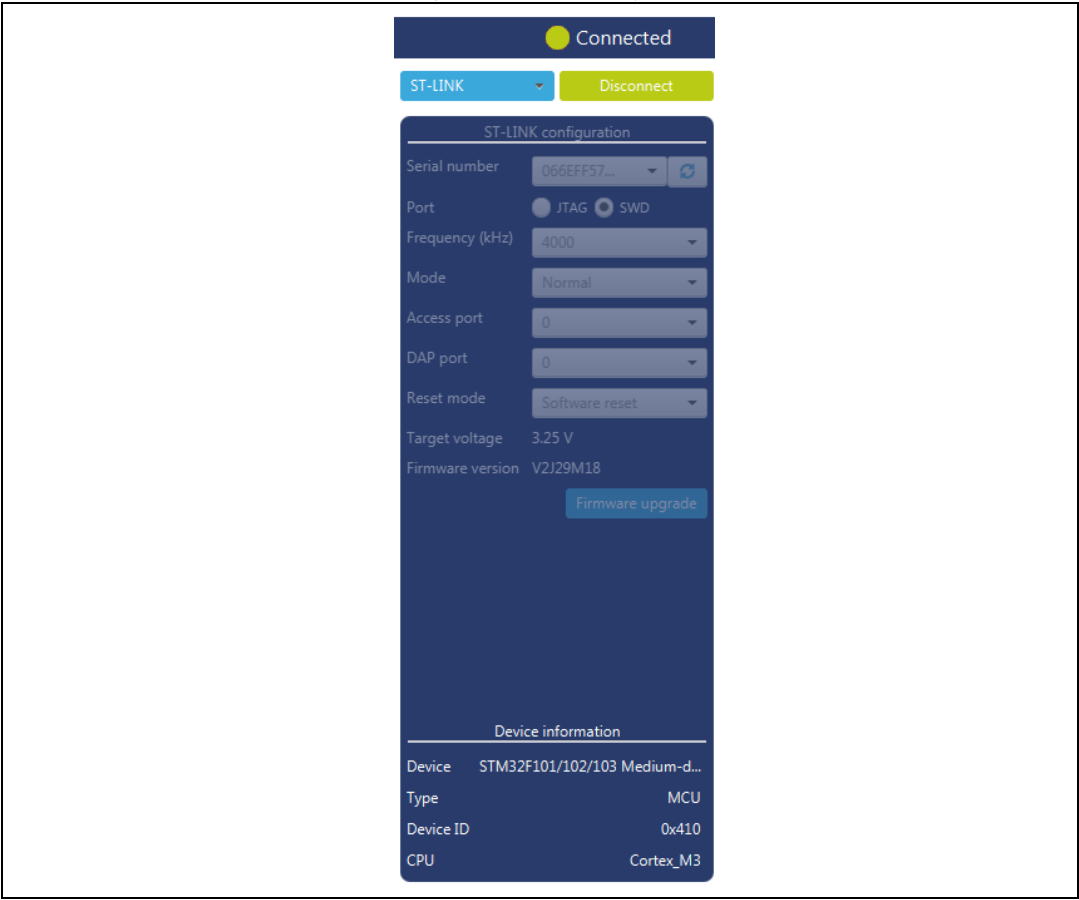 Connected
ST-LINK Disconnect
ST-LINK configuration
Serial number 066EFF57...
Port JTAG SWD
Frequency (kHz) 4000
Mode Normal
Access port 0
DAP port 0
Reset mode Software reset
Target voltage 3.25 V
Firmware version V2J29M18
Firmware upgrade
Device information
Device STM32F101/102/103 Medium-d...
Type MCU
Device ID 0x410
CPU Cortex_M3